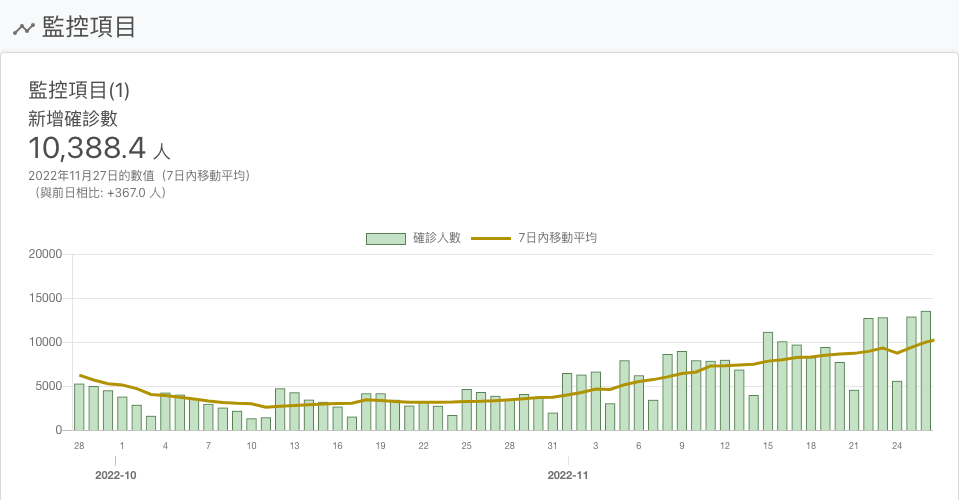 監控項目
監控項目(1)
新增確診數
10,388.4 人
2022年11月27日的數值（7日內移動平均）
（與前日相比: +367.0 人）
確診人數 7日內移動平均
20000
15000
10000
5000
0
28 1 4 7 10 13 16 19 22 25 28 31 3 6 9 12 15 18 21 24
2022-10 2022-11